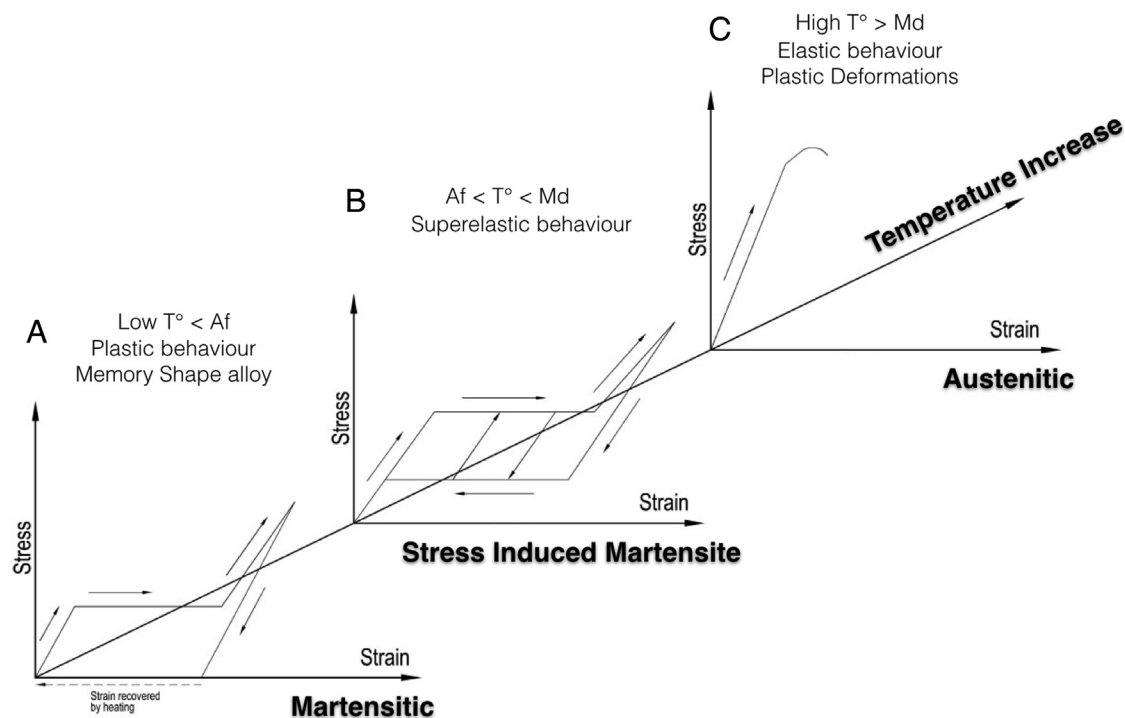 C
High T° > Md
Elastic behaviour
Plastic Deformations
Temperature Increase
Stress
Strain
Austenitic
B
Af < T° < Md
Superelastic behaviour
Stress
Strain
Stress Induced Martensite
A
Low T° < Af
Plastic behaviour
Memory Shape alloy
Stress
Strain
Strain recovered
by heating
Martensitic